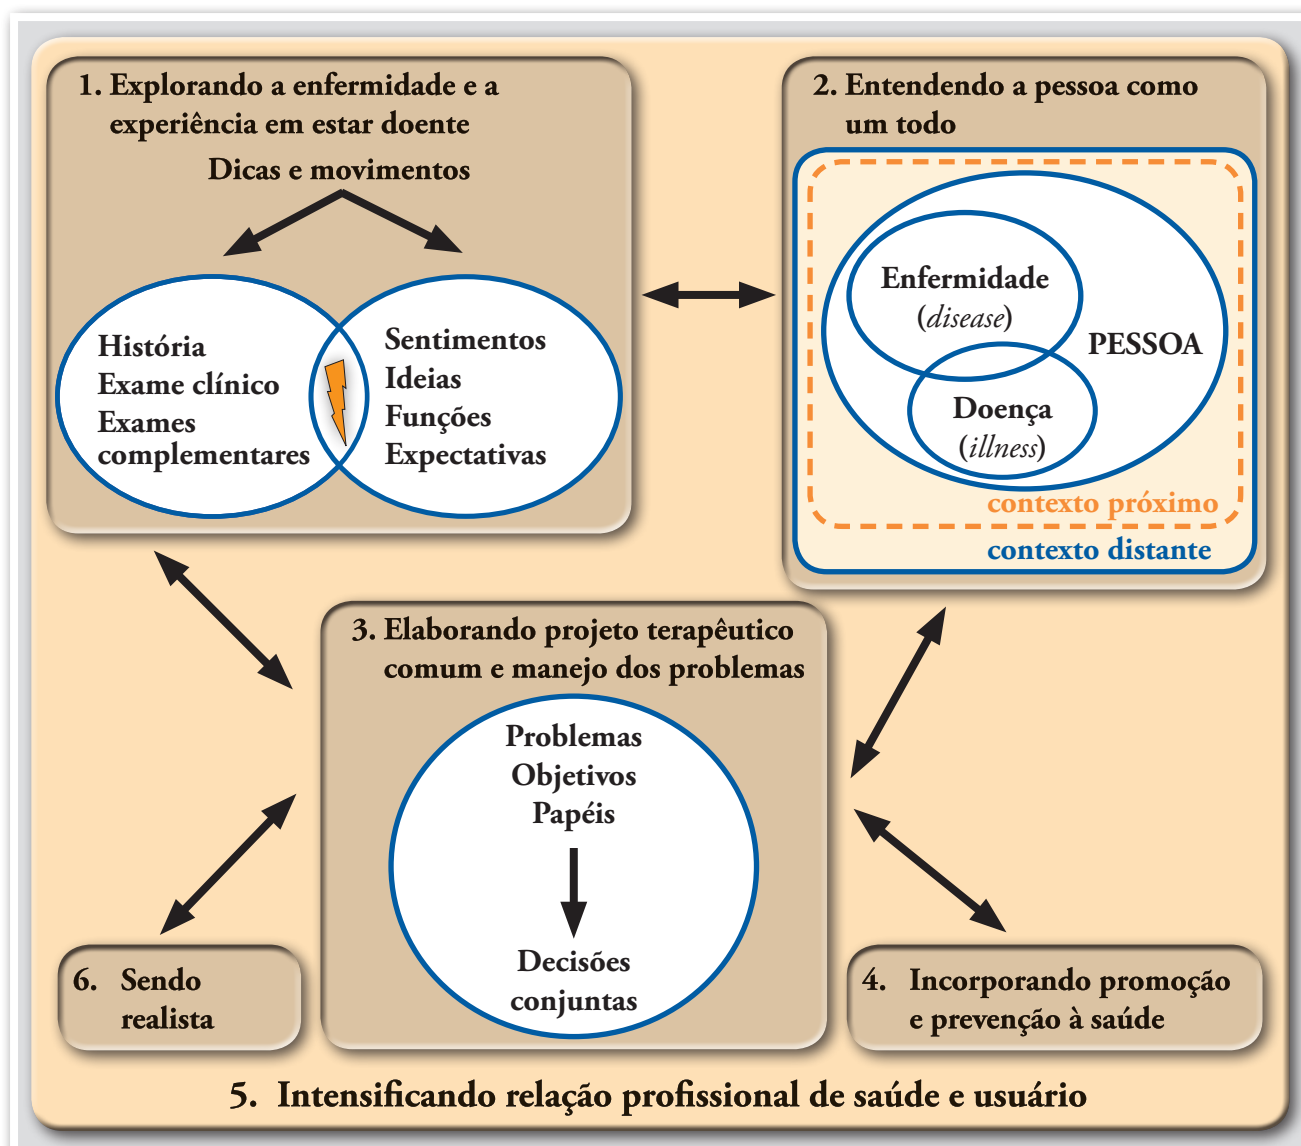 1. Explorando a enfermidade e a
experiência em estar doente
Dicas e movimentos
História
Exame clínico
Exames
complementares
Sentimentos
Ideias
Funções
Expectativas
2. Entendendo a pessoa como
um todo
Enfermidade
(disease)
PESSOA
Doença
(illness)
contexto próximo
contexto distante
3. Elaborando projeto terapêutico
comum e manejo dos problemas
Problemas
Objetivos
Papéis
Decisões
conjuntas
6. Sendo
realista
4. Incorporando promoção
e prevenção à saúde
5. Intensificando relação profissional de saúde e usuário